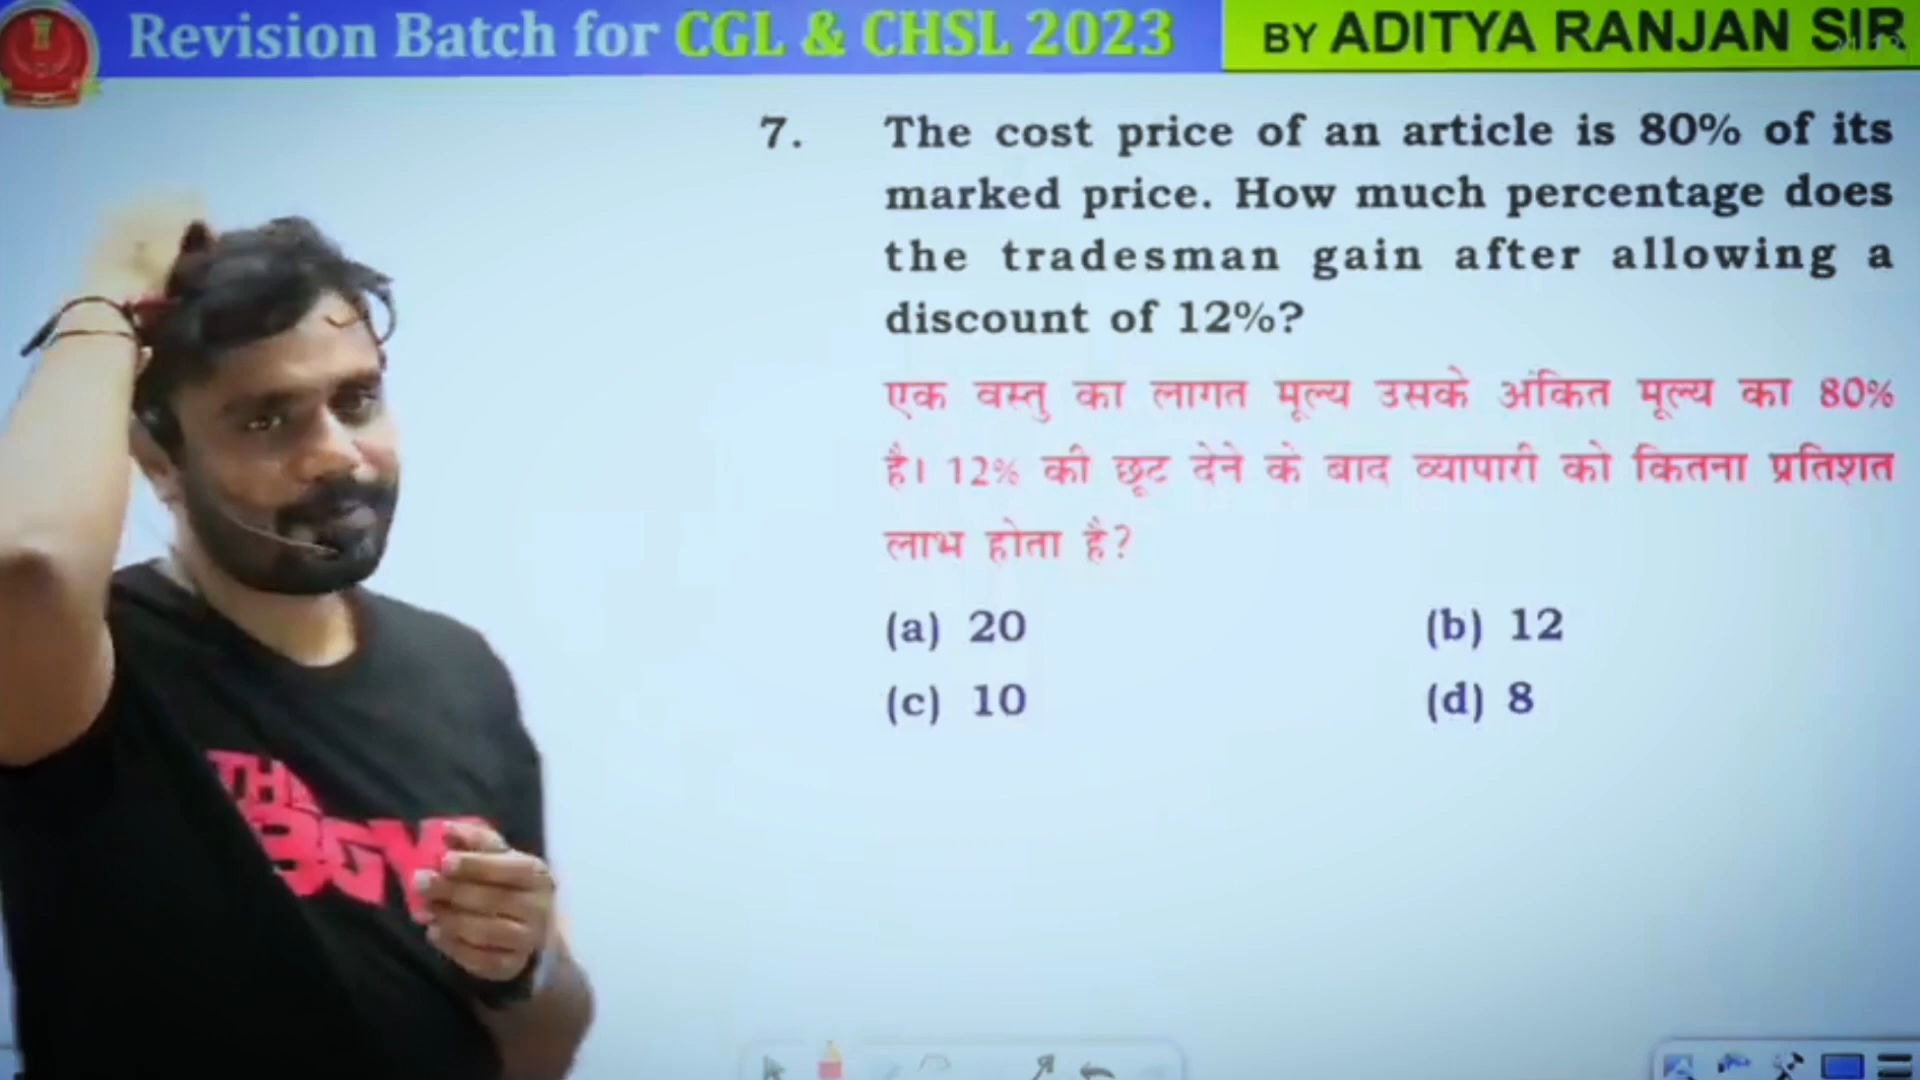 Revision Batch for CGL & CHSL 2023
BY ADITYA RANJAN SIR
7. The cost price of an article is 80% of its
marked price. How much percentage does
the tradesman gain after allowing a
discount of 12%?
एक वस्तु का लागत मूल्य उसके अंकित मूल्य का 80%
है। 12% की छूट देने के बाद व्यापारी को कितना प्रतिशत
लाभ होता है?
(a) 20 (b) 12
(c) 10 (d) 8